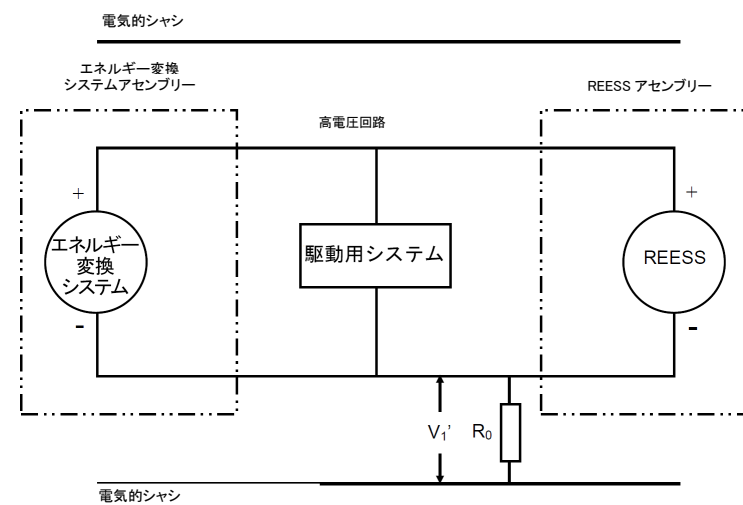 電気的シャシ
エネルギー変換
システムアセンブリー
REESS アセンブリー
高電圧回路
+
+
エネルギー
変換
システム
駆動用システム
REESS
-
-
V₁’
R₀
電気的シャシ